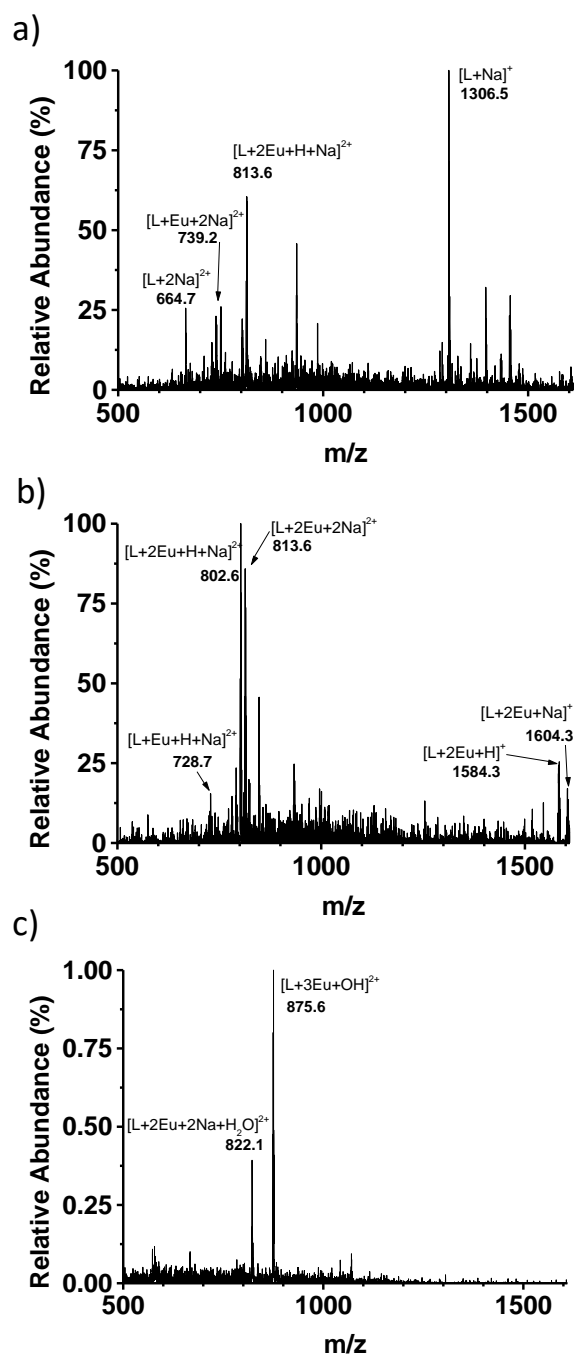 a)
[L+Na]+
1306.5
[L+2Eu+H+Na]2+
813.6
[L+Eu+2Na]2+
739.2
[L+2Na]2+
664.7
Relative Abundance (%)
100
75
50
25
0
500 1000 1500
m/z
b)
[L+2Eu+2Na]2+
813.6
[L+2Eu+H+Na]2+
802.6
[L+2Eu+Na]+
1604.3
[L+2Eu+H]+
1584.3
[L+Eu+H+Na]2+
728.7
Relative Abundance (%)
100
75
50
25
0
500 1000 1500
m/z
c)
[L+3Eu+OH]2+
875.6
[L+2Eu+2Na+H2O]2+
822.1
Relative Abundance (%)
1.00
0.75
0.50
0.25
0.00
500 1000 1500
m/z